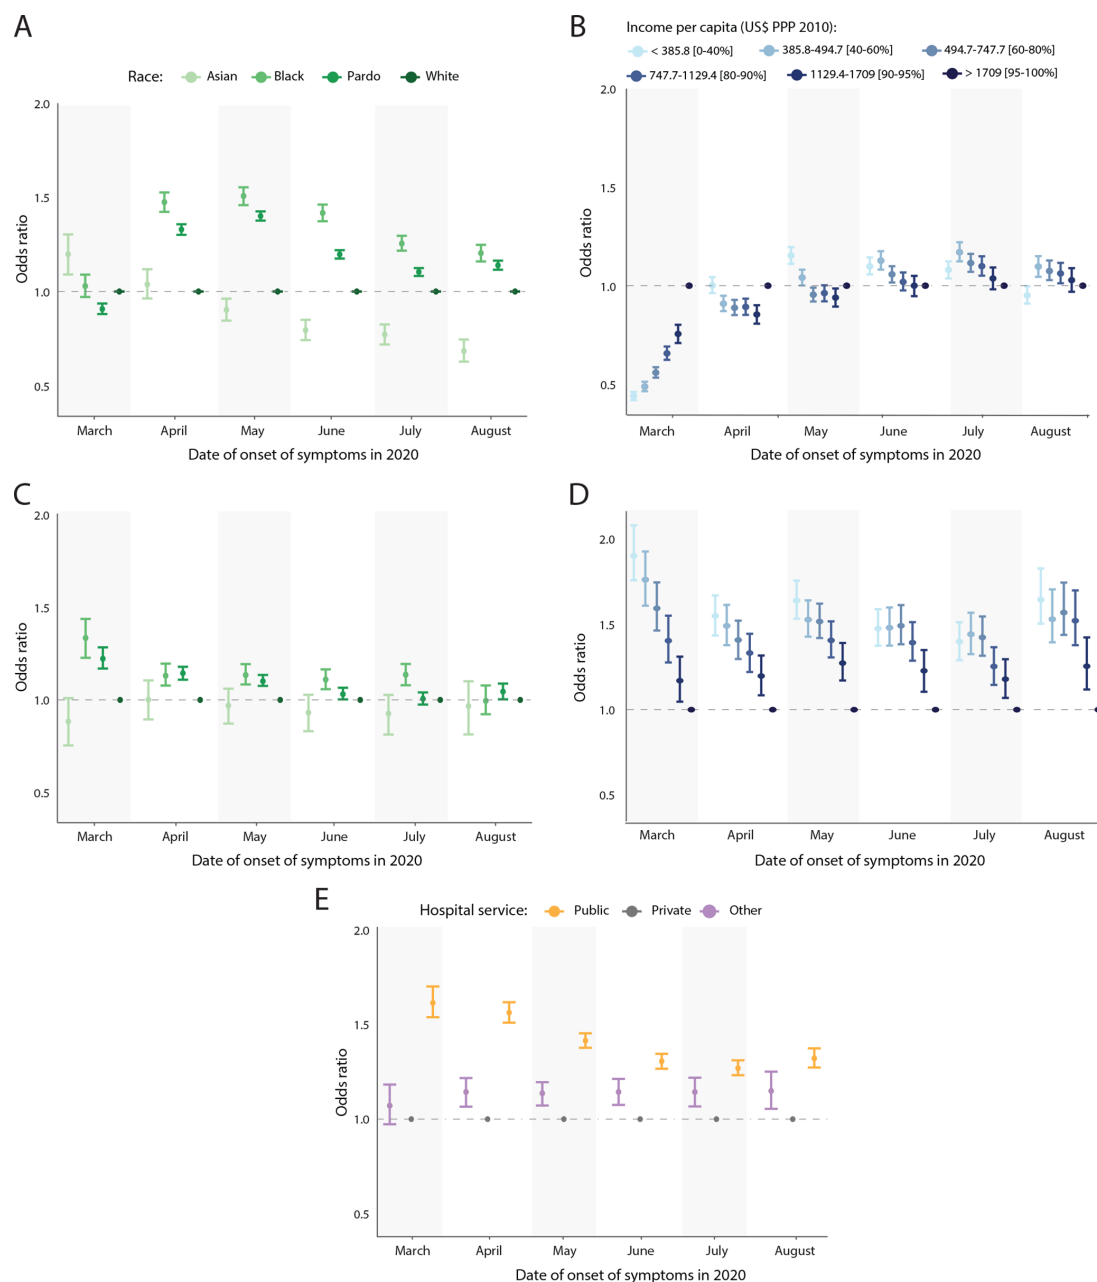 A
Race: Asian Black Pardo White
2.0
1.5
1.0
0.5
Odds ratio
March April May June July August
Date of onset of symptoms in 2020
B
Income per capita (US$ PPP 2010):
< 385.8 [0-40%] 385.8-494.7 [40-60%] 494.7-747.7 [60-80%]
747.7-1129.4 [80-90%] 1129.4-1709 [90-95%] > 1709 [95-100%]
2.0
1.5
1.0
0.5
Odds ratio
March April May June July August
Date of onset of symptoms in 2020
C
2.0
1.5
1.0
0.5
Odds ratio
March April May June July August
Date of onset of symptoms in 2020
D
2.0
1.5
1.0
0.5
Odds ratio
March April May June July August
Date of onset of symptoms in 2020
E
Hospital service: Public Private Other
2.0
1.5
1.0
0.5
Odds ratio
March April May June July August
Date of onset of symptoms in 2020